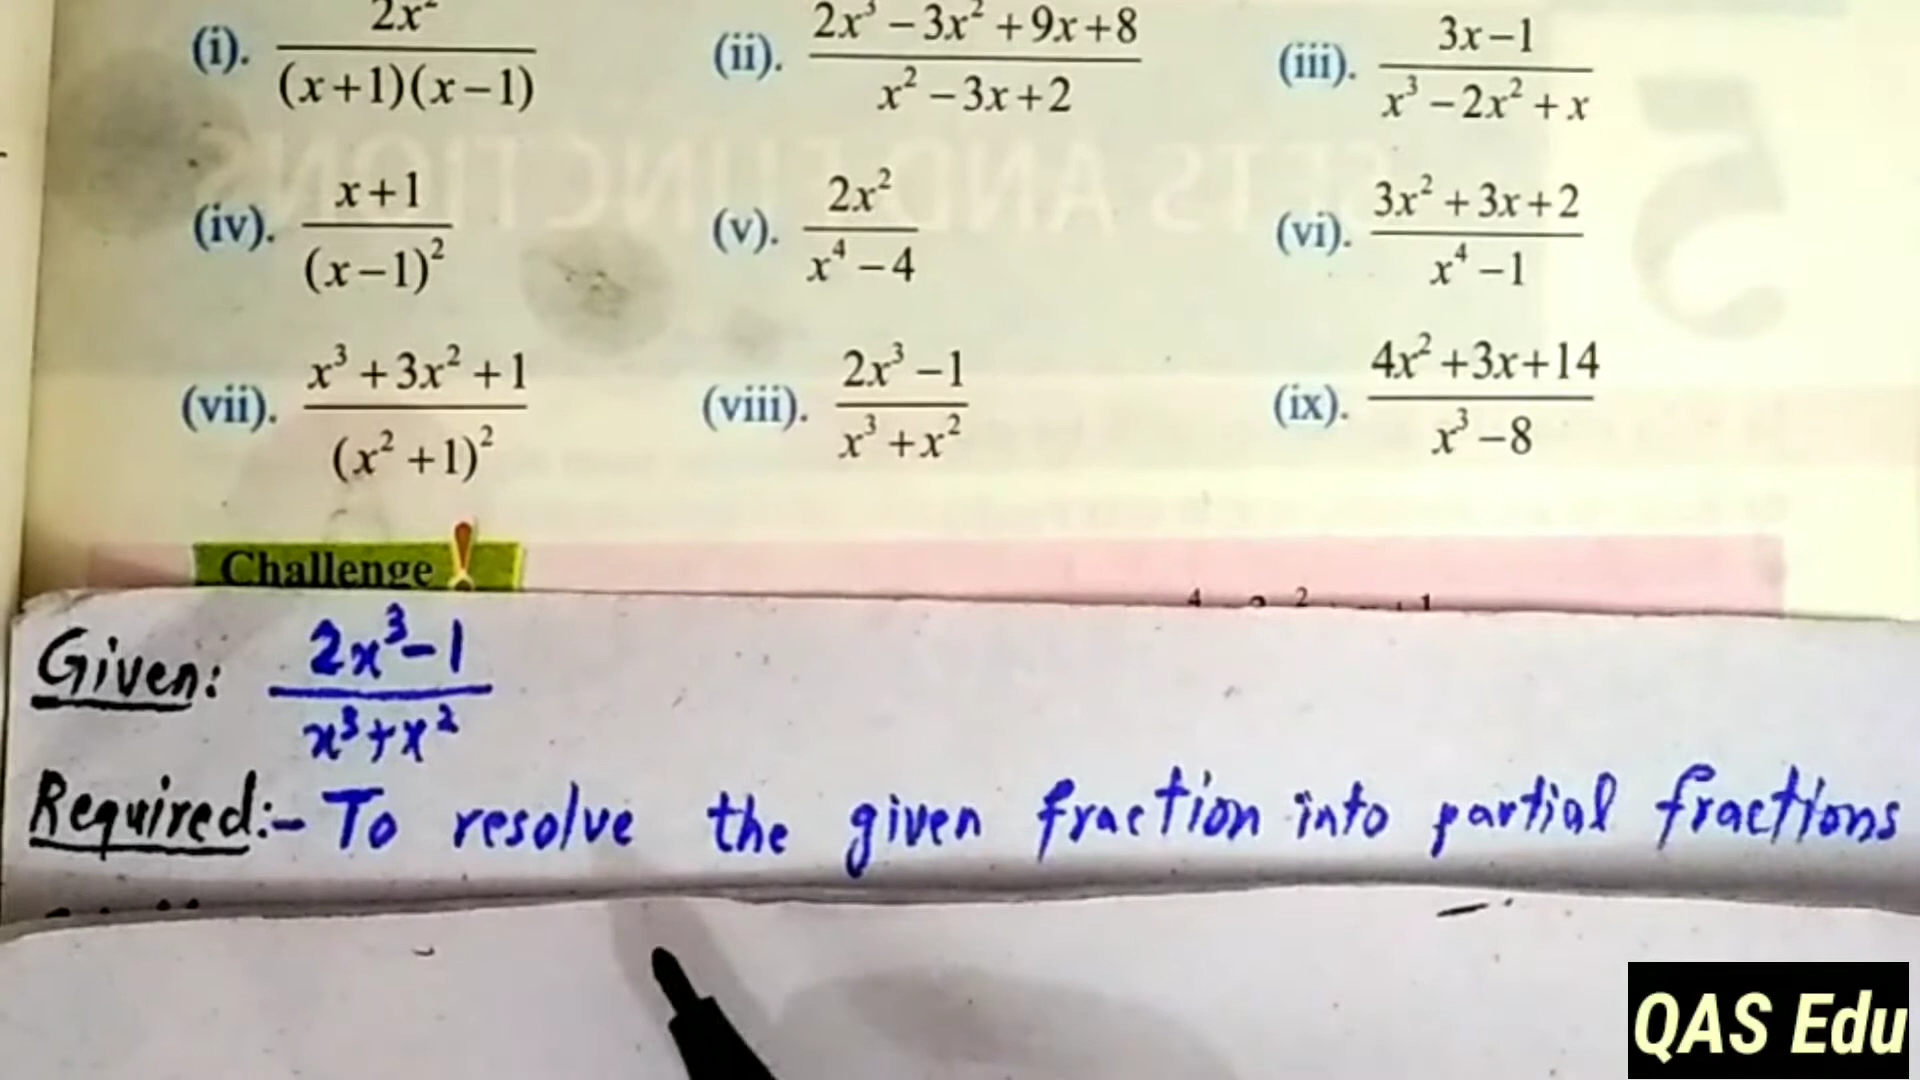 (i). 2x² / (x+1)(x−1) (ii). 2x³−3x²+9x+8 / x²−3x+2 (iii). 3x−1 / x³−2x²+x
(iv). x+1 / (x−1)² (v). 2x² / x⁴−4 (vi). 3x²+3x+2 / x⁴−1
(vii). x³+3x²+1 / (x²+1)² (viii). 2x³−1 / x³+x² (ix). 4x²+3x+14 / x³−8
Challenge !
Given: 2x³−1 / x³+x²
Required:- To resolve the given fraction into partial fractions
QAS Edu